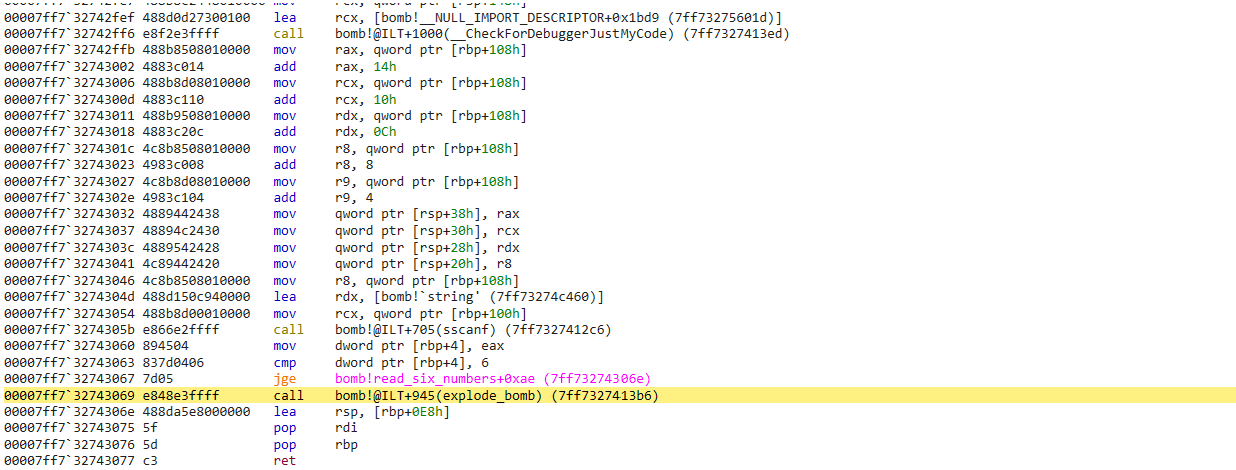 00007ff7`32742fef 488d0d27300100 lea rcx, [bomb!__NULL_IMPORT_DESCRIPTOR+0x1bd9 (7ff73275601d)]
00007ff7`32742ff6 e8f2e3ffff call bomb!@ILT+1000(__CheckForDebuggerJustMyCode) (7ff7327413ed)
00007ff7`32742ffb 488b8508010000 mov rax, qword ptr [rbp+108h]
00007ff7`32743002 4883c014 add rax, 14h
00007ff7`32743006 488b8d08010000 mov rcx, qword ptr [rbp+108h]
00007ff7`3274300d 4883c110 add rcx, 10h
00007ff7`32743011 488b9508010000 mov rdx, qword ptr [rbp+108h]
00007ff7`32743018 4883c20c add rdx, 0Ch
00007ff7`3274301c 4c8b8508010000 mov r8, qword ptr [rbp+108h]
00007ff7`32743023 4983c008 add r8, 8
00007ff7`32743027 4c8b8d08010000 mov r9, qword ptr [rbp+108h]
00007ff7`3274302e 4983c104 add r9, 4
00007ff7`32743032 4889442438 mov qword ptr [rsp+38h], rax
00007ff7`32743037 48894c2430 mov qword ptr [rsp+30h], rcx
00007ff7`3274303c 4889542428 mov qword ptr [rsp+28h], rdx
00007ff7`32743041 4c89442420 mov qword ptr [rsp+20h], r8
00007ff7`32743046 4c8b8508010000 mov r8, qword ptr [rbp+108h]
00007ff7`3274304d 488d150c940000 lea rdx, [bomb!`string' (7ff73274c460)]
00007ff7`32743054 488b8d00010000 mov rcx, qword ptr [rbp+100h]
00007ff7`3274305b e866e2ffff call bomb!@ILT+705(sscanf) (7ff7327412c6)
00007ff7`32743060 894504 mov dword ptr [rbp+4], eax
00007ff7`32743063 837d0406 cmp dword ptr [rbp+4], 6
00007ff7`32743067 7d05 jge bomb!read_six_numbers+0xae (7ff73274306e)
00007ff7`32743069 e848e3ffff call bomb!@ILT+945(explode_bomb) (7ff7327413b6)
00007ff7`3274306e 488da5e8000000 lea rsp, [rbp+0E8h]
00007ff7`32743075 5f pop rdi
00007ff7`32743076 5d pop rbp
00007ff7`32743077 c3 ret